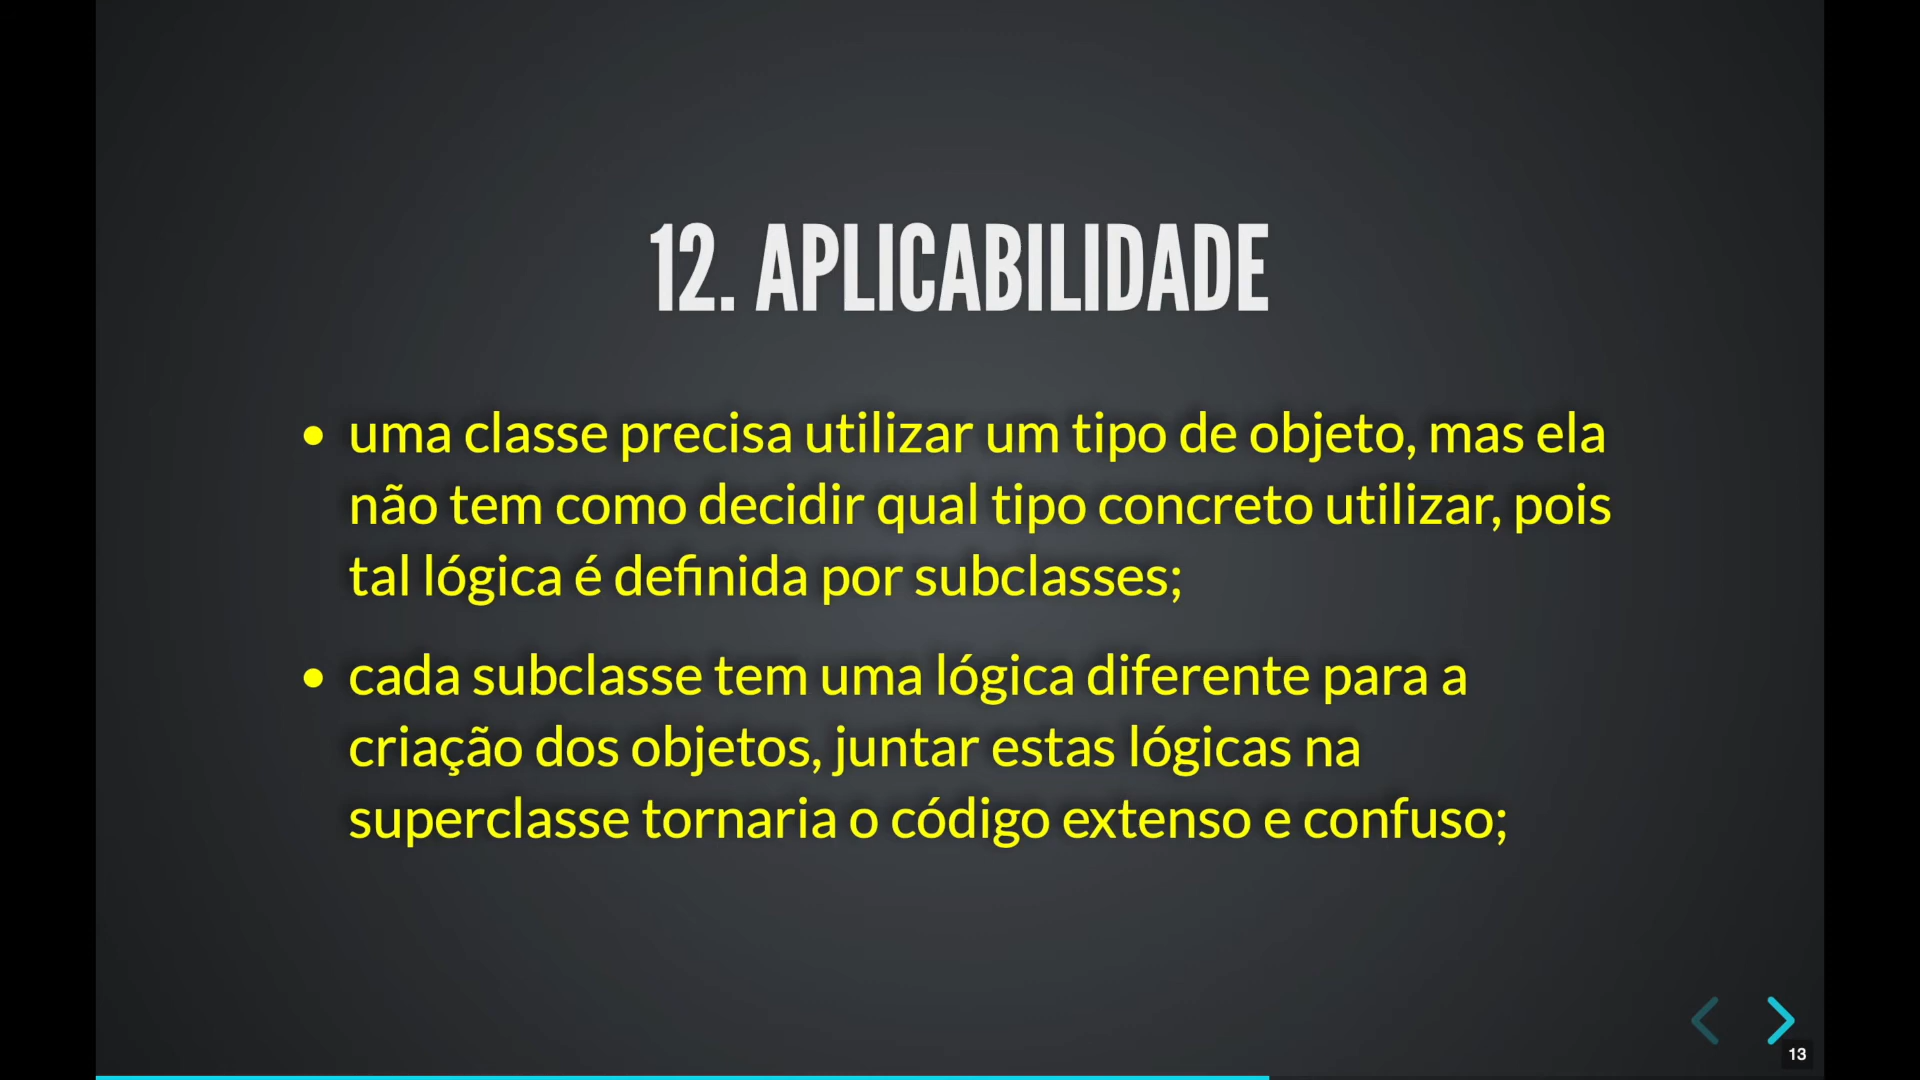 12. APLICABILIDADE
• uma classe precisa utilizar um tipo de objeto, mas ela
não tem como decidir qual tipo concreto utilizar, pois
tal lógica é definida por subclasses;
• cada subclasse tem uma lógica diferente para a
criação dos objetos, juntar estas lógicas na
superclasse tornaria o código extenso e confuso;
13